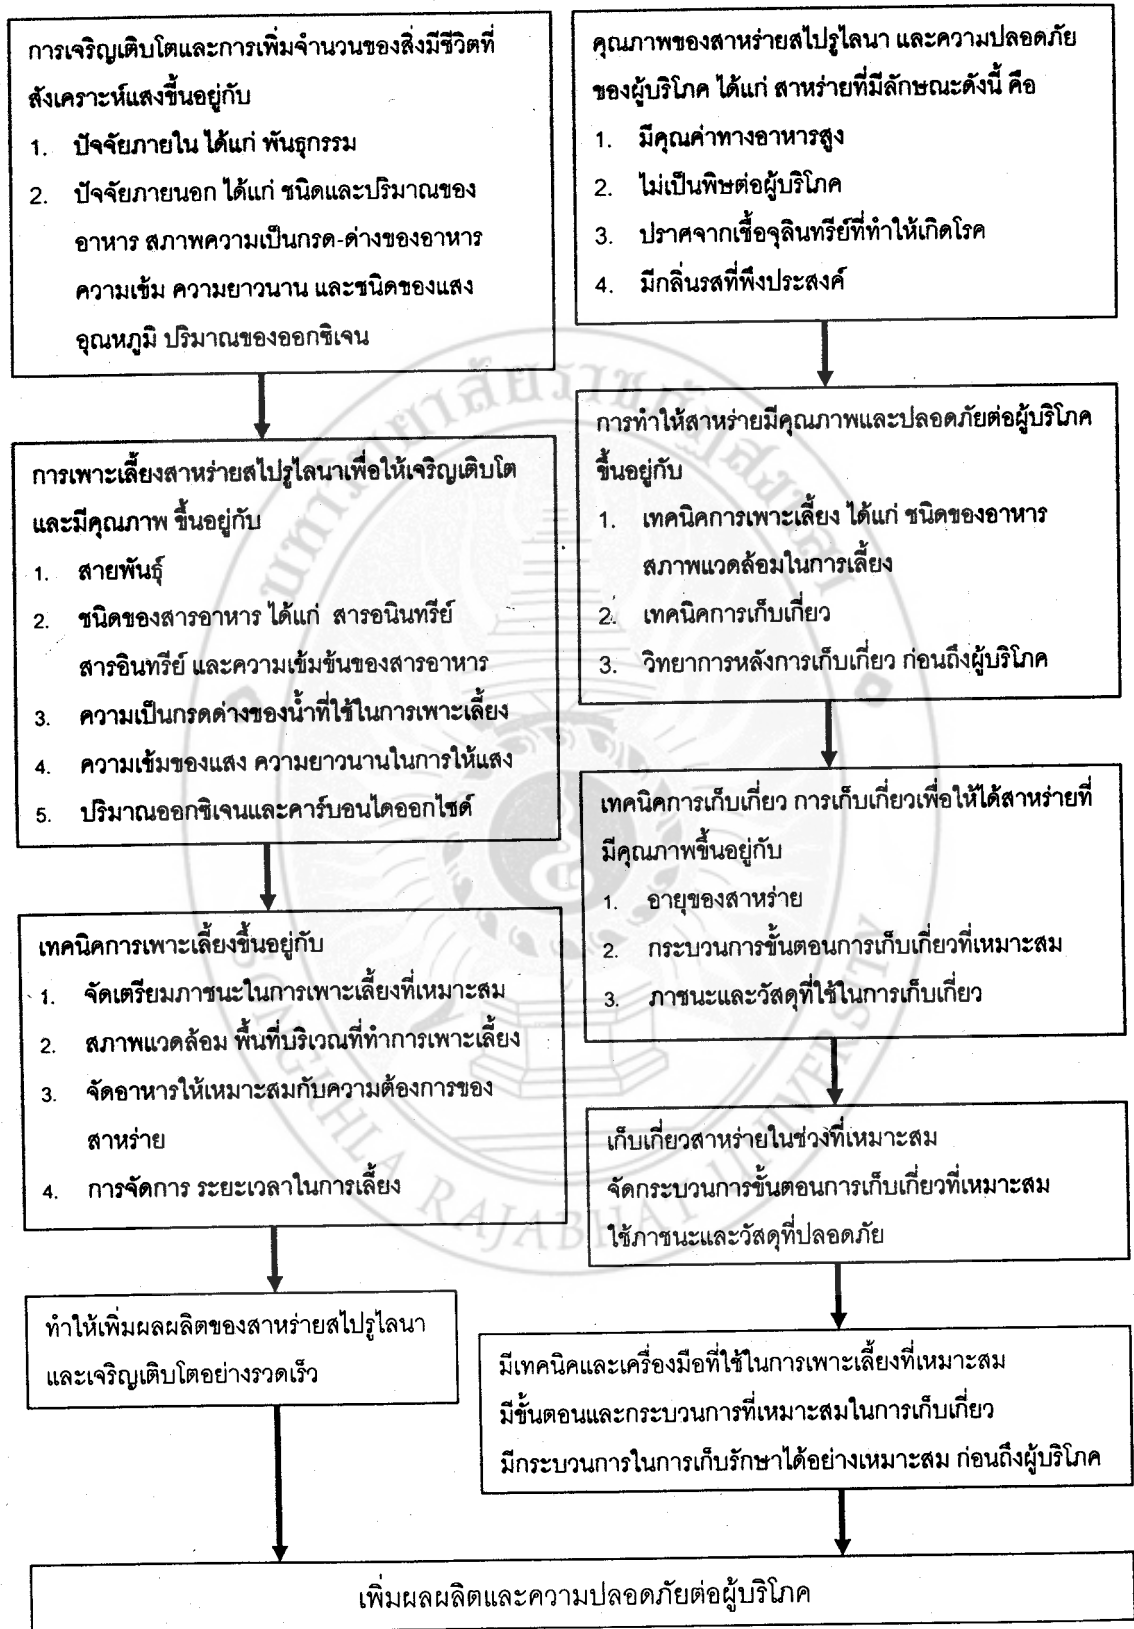 การเจริญเติบโตและการเพิ่มจำนวนของสิ่งมีชีวิตที่
สังเคราะห์แสงขึ้นอยู่กับ
1. ปัจจัยภายใน ได้แก่ พันธุกรรม
2. ปัจจัยภายนอก ได้แก่ ชนิดและปริมาณของ
อาหาร สภาพความเป็นกรด-ด่างของอาหาร
ความเข้ม ความยาวนาน และชนิดของแสง
อุณหภูมิ ปริมาณของออกซิเจน
การเพาะเลี้ยงสาหร่ายสไปรูไลนาเพื่อให้เจริญเติบโต
และมีคุณภาพ ขึ้นอยู่กับ
1. สายพันธุ์
2. ชนิดของสารอาหาร ได้แก่ สารอนินทรีย์
สารอินทรีย์ และความเข้มข้นของสารอาหาร
3. ความเป็นกรดด่างของน้ำที่ใช้ในการเพาะเลี้ยง
4. ความเข้มของแสง ความยาวนานในการให้แสง
5. ปริมาณออกซิเจนและคาร์บอนไดออกไซด์
เทคนิคการเพาะเลี้ยงขึ้นอยู่กับ
1. จัดเตรียมภาชนะในการเพาะเลี้ยงที่เหมาะสม
2. สภาพแวดล้อม พื้นที่บริเวณที่ทำการเพาะเลี้ยง
3. จัดอาหารให้เหมาะสมกับความต้องการของ
สาหร่าย
4. การจัดการ ระยะเวลาในการเลี้ยง
ทำให้เพิ่มผลผลิตของสาหร่ายสไปรูไลนา
และเจริญเติบโตอย่างรวดเร็ว
คุณภาพของสาหร่ายสไปรูไลนา และความปลอดภัย
ของผู้บริโภค ได้แก่ สาหร่ายที่มีลักษณะดังนี้ คือ
1. มีคุณค่าทางอาหารสูง
2. ไม่เป็นพิษต่อผู้บริโภค
3. ปราศจากเชื้อจุลินทรีย์ที่ทำให้เกิดโรค
4. มีกลิ่นรสที่พึงประสงค์
การทำให้สาหร่ายมีคุณภาพและปลอดภัยต่อผู้บริโภค
ขึ้นอยู่กับ
1. เทคนิคการเพาะเลี้ยง ได้แก่ ชนิดของอาหาร
สภาพแวดล้อมในการเลี้ยง
2. เทคนิคการเก็บเกี่ยว
3. วิทยาการหลังการเก็บเกี่ยว ก่อนถึงผู้บริโภค
เทคนิคการเก็บเกี่ยว การเก็บเกี่ยวเพื่อให้ได้สาหร่ายที่
มีคุณภาพขึ้นอยู่กับ
1. อายุของสาหร่าย
2. กระบวนการขั้นตอนการเก็บเกี่ยวที่เหมาะสม
3. ภาชนะและวัสดุที่ใช้ในการเก็บเกี่ยว
เก็บเกี่ยวสาหร่ายในช่วงที่เหมาะสม
จัดกระบวนการขั้นตอนการเก็บเกี่ยวที่เหมาะสม
ใช้ภาชนะและวัสดุที่ปลอดภัย
มีเทคนิคและเครื่องมือที่ใช้ในการเพาะเลี้ยงที่เหมาะสม
มีขั้นตอนและกระบวนการที่เหมาะสมในการเก็บเกี่ยว
มีกระบวนการในการเก็บรักษาได้อย่างเหมาะสม ก่อนถึงผู้บริโภค
เพิ่มผลผลิตและความปลอดภัยต่อผู้บริโภค
มหาวิทยาลัยราชภัฏสงขลา
SONGKHLA RAJABHAT UNIVERSITY